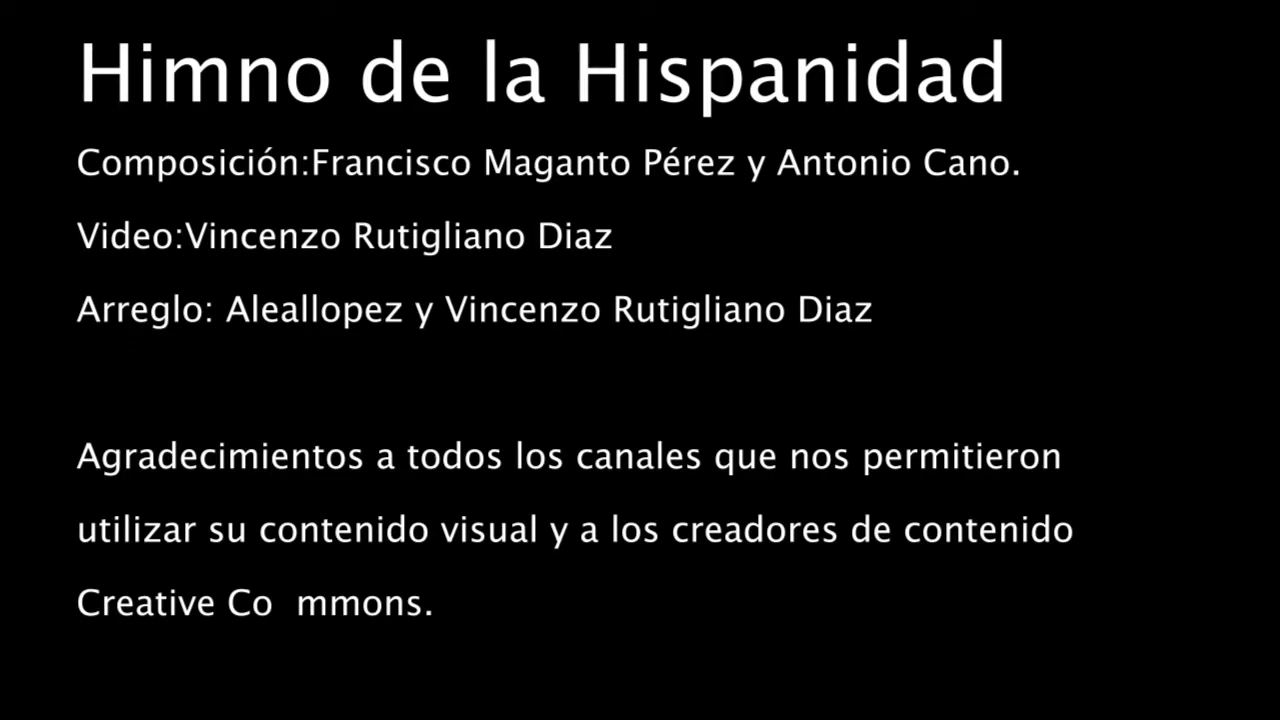 Himno de la Hispanidad
Composición:Francisco Maganto Pérez y Antonio Cano.
Video:Vincenzo Rutigliano Diaz
Arreglo: Aleallopez y Vincenzo Rutigliano Diaz
Agradecimientos a todos los canales que nos permitieron
utilizar su contenido visual y a los creadores de contenido
Creative Co  mmons.